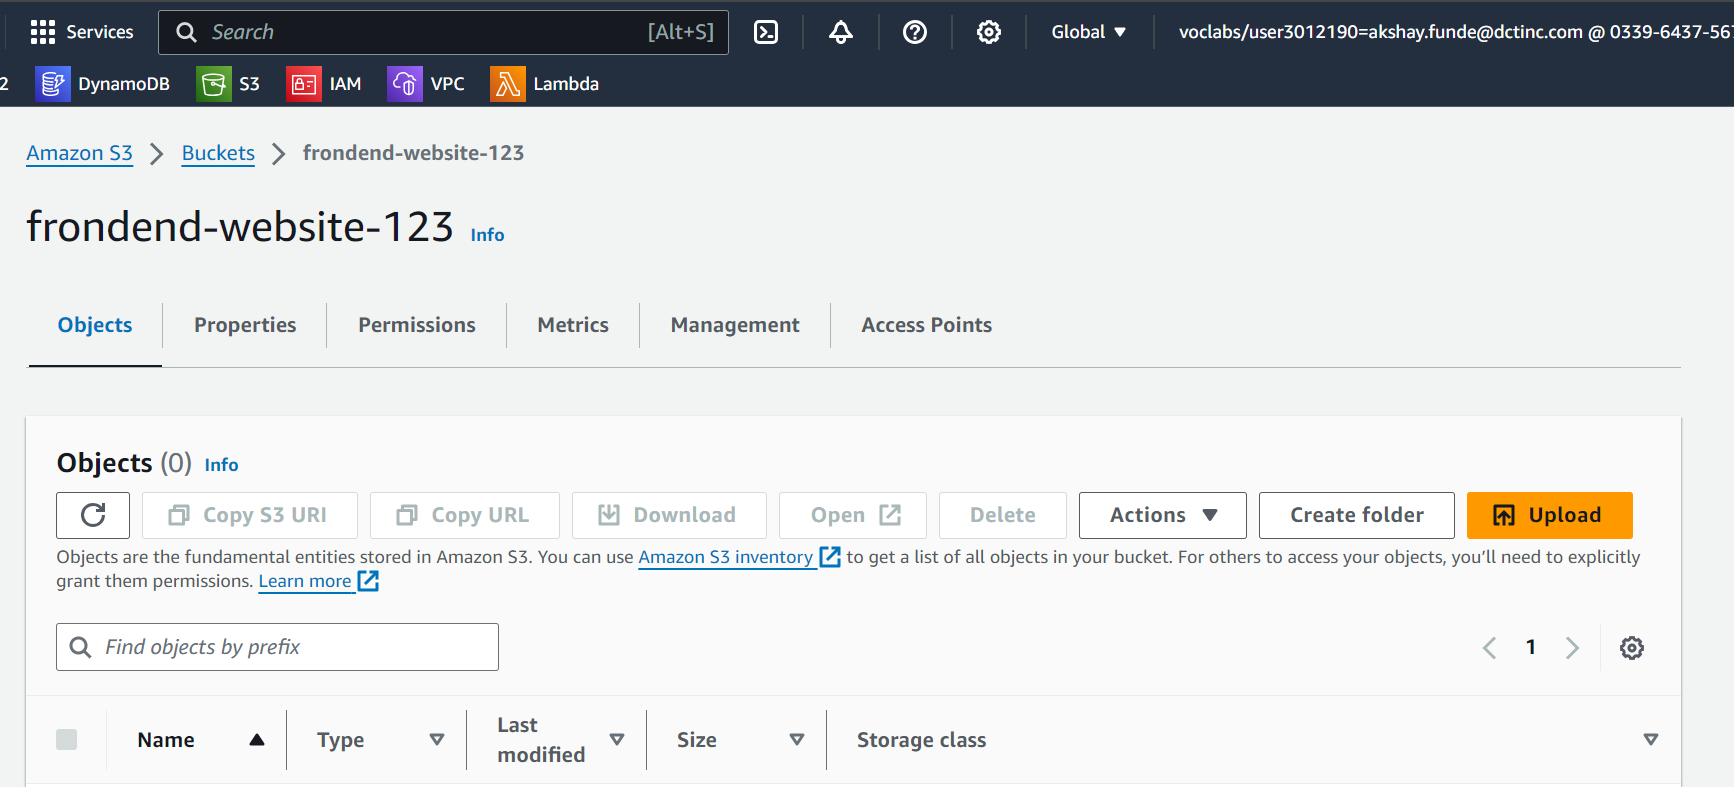 Services Search [Alt+S] Global voclabs/user3012190=akshay.funde@dctinc.com @ 0339-6437-56
2 DynamoDB S3 IAM VPC Lambda
Amazon S3 Buckets frondend-website-123
frondend-website-123 Info
Objects Properties Permissions Metrics Management Access Points
Objects (0) Info
Copy S3 URI Copy URL Download Open Delete Actions Create folder Upload
Objects are the fundamental entities stored in Amazon S3. You can use Amazon S3 inventory to get a list of all objects in your bucket. For others to access your objects, you’ll need to explicitly
grant them permissions. Learn more
Find objects by prefix 1
Name Type Last modified Size Storage class